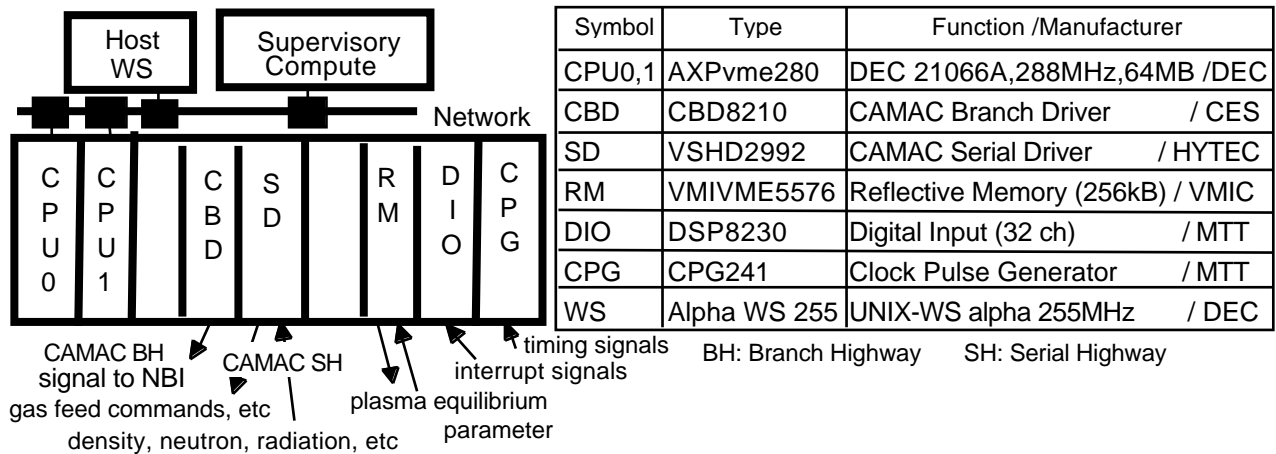 Host
WS
Supervisory
Compute
Network
C
P
U
0
C
P
U
1
C
B
D
S
D
R
M
D
I
O
C
P
G
CAMAC BH
signal to NBI
CAMAC SH
gas feed commands, etc
density, neutron, radiation, etc
timing signals
interrupt signals
plasma equilibrium
parameter
Symbol Type Function /Manufacturer
CPU0,1 AXPvme280 DEC 21066A,288MHz,64MB /DEC
CBD CBD8210 CAMAC Branch Driver / CES
SD VSHD2992 CAMAC Serial Driver / HYTEC
RM VMIVME5576 Reflective Memory (256kB) / VMIC
DIO DSP8230 Digital Input (32 ch) / MTT
CPG CPG241 Clock Pulse Generator / MTT
WS Alpha WS 255 UNIX-WS alpha 255MHz / DEC
BH: Branch Highway SH: Serial Highway